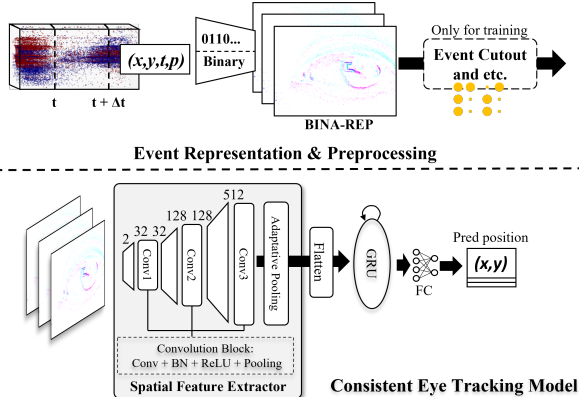 (x,y,t,p)
t
t + Δt
0110...
Binary
BINA-REP
Only for training
Event Cutout
and etc.
Event Representation & Preprocessing
2
32
32
128
128
512
Conv1
Conv2
Conv3
Adaptative Pooling
Flatten
GRU
FC
Pred position
(x,y)
Convolution Block:
Conv + BN + ReLU + Pooling
Spatial Feature Extractor
Consistent Eye Tracking Model